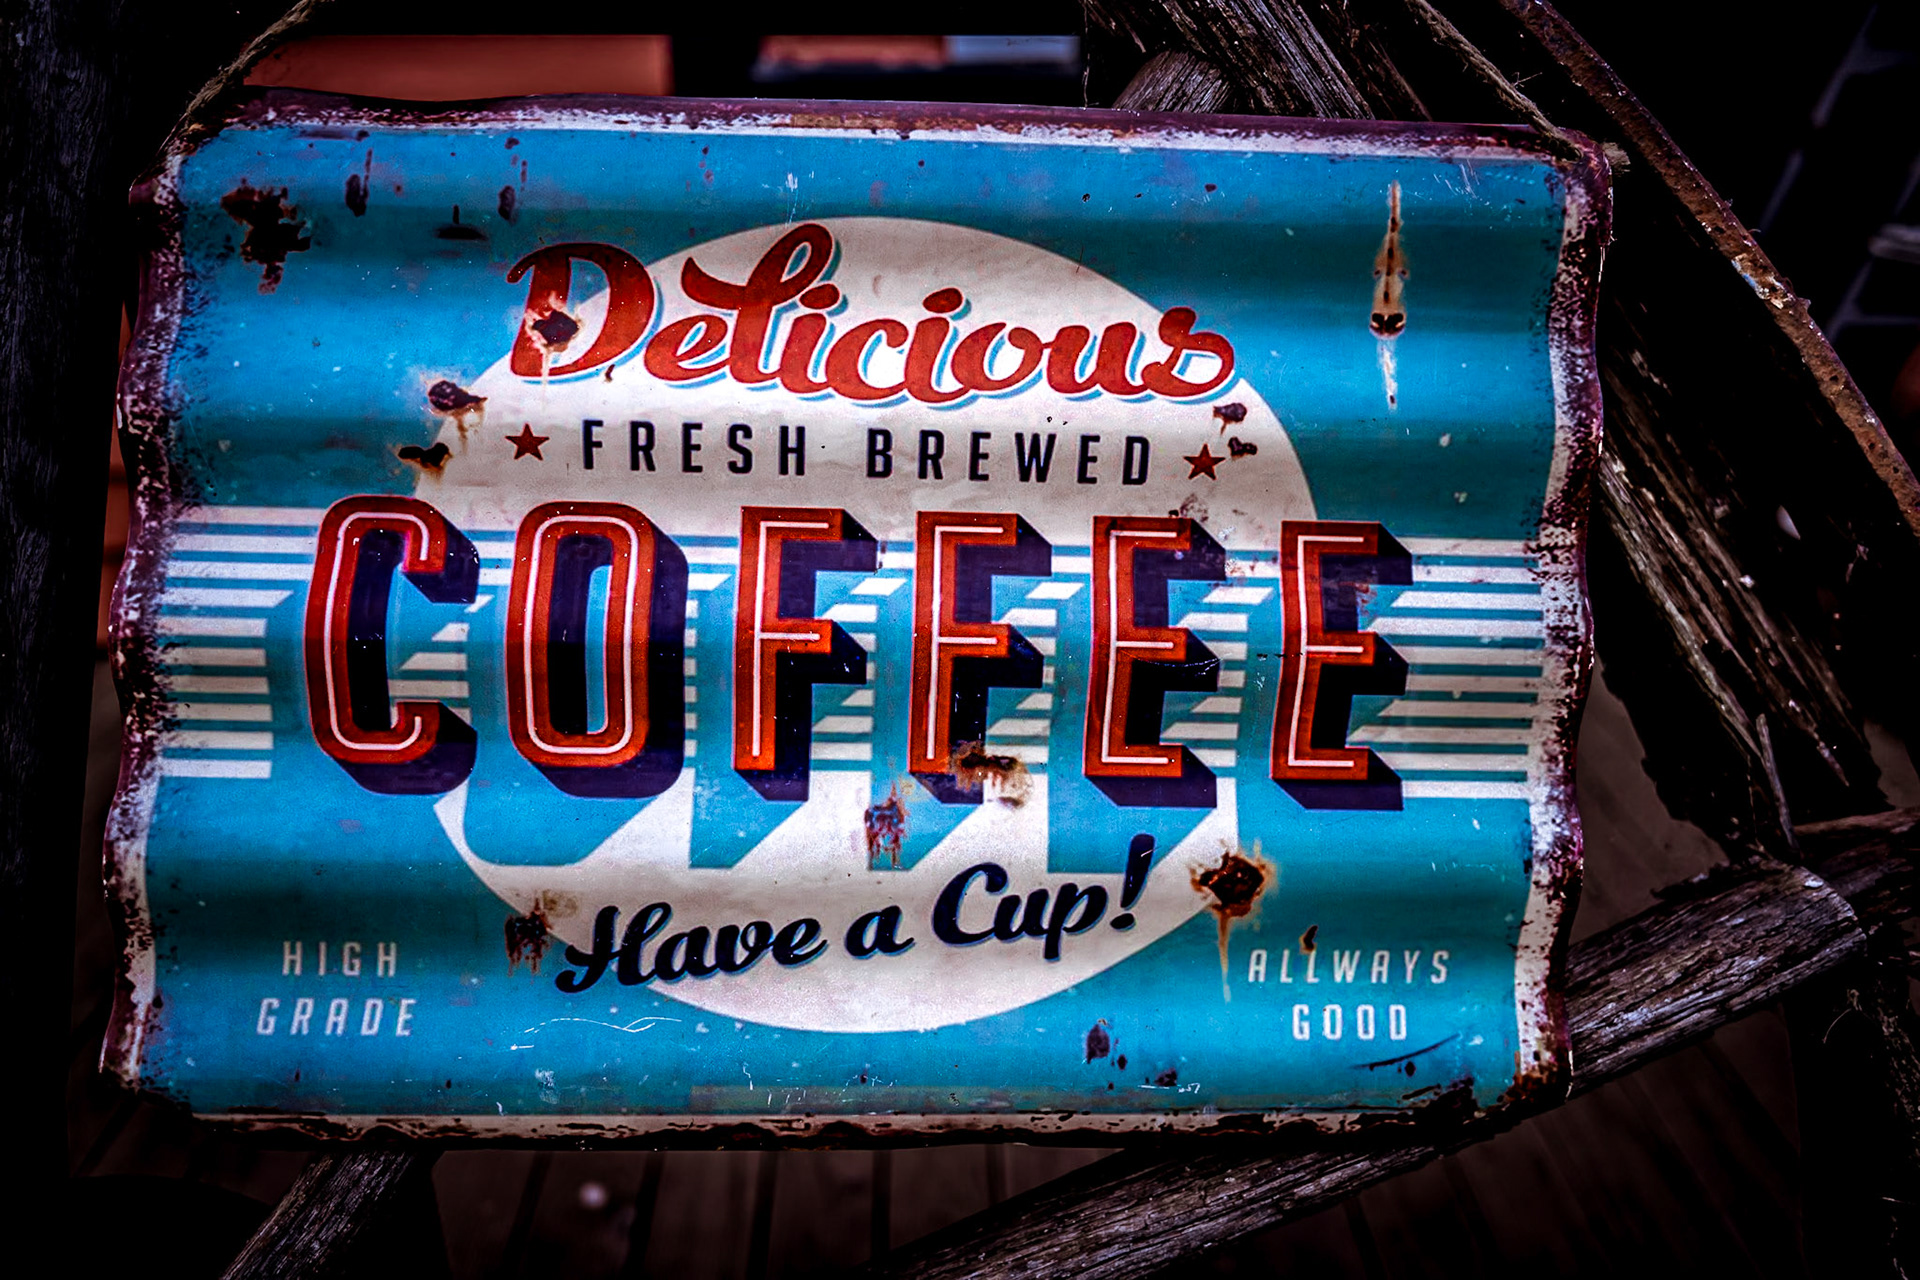 Delicious
FRESH BREWED
COFFEE
Have a Cup!
HIGH
GRADE
ALLWAYS
GOOD